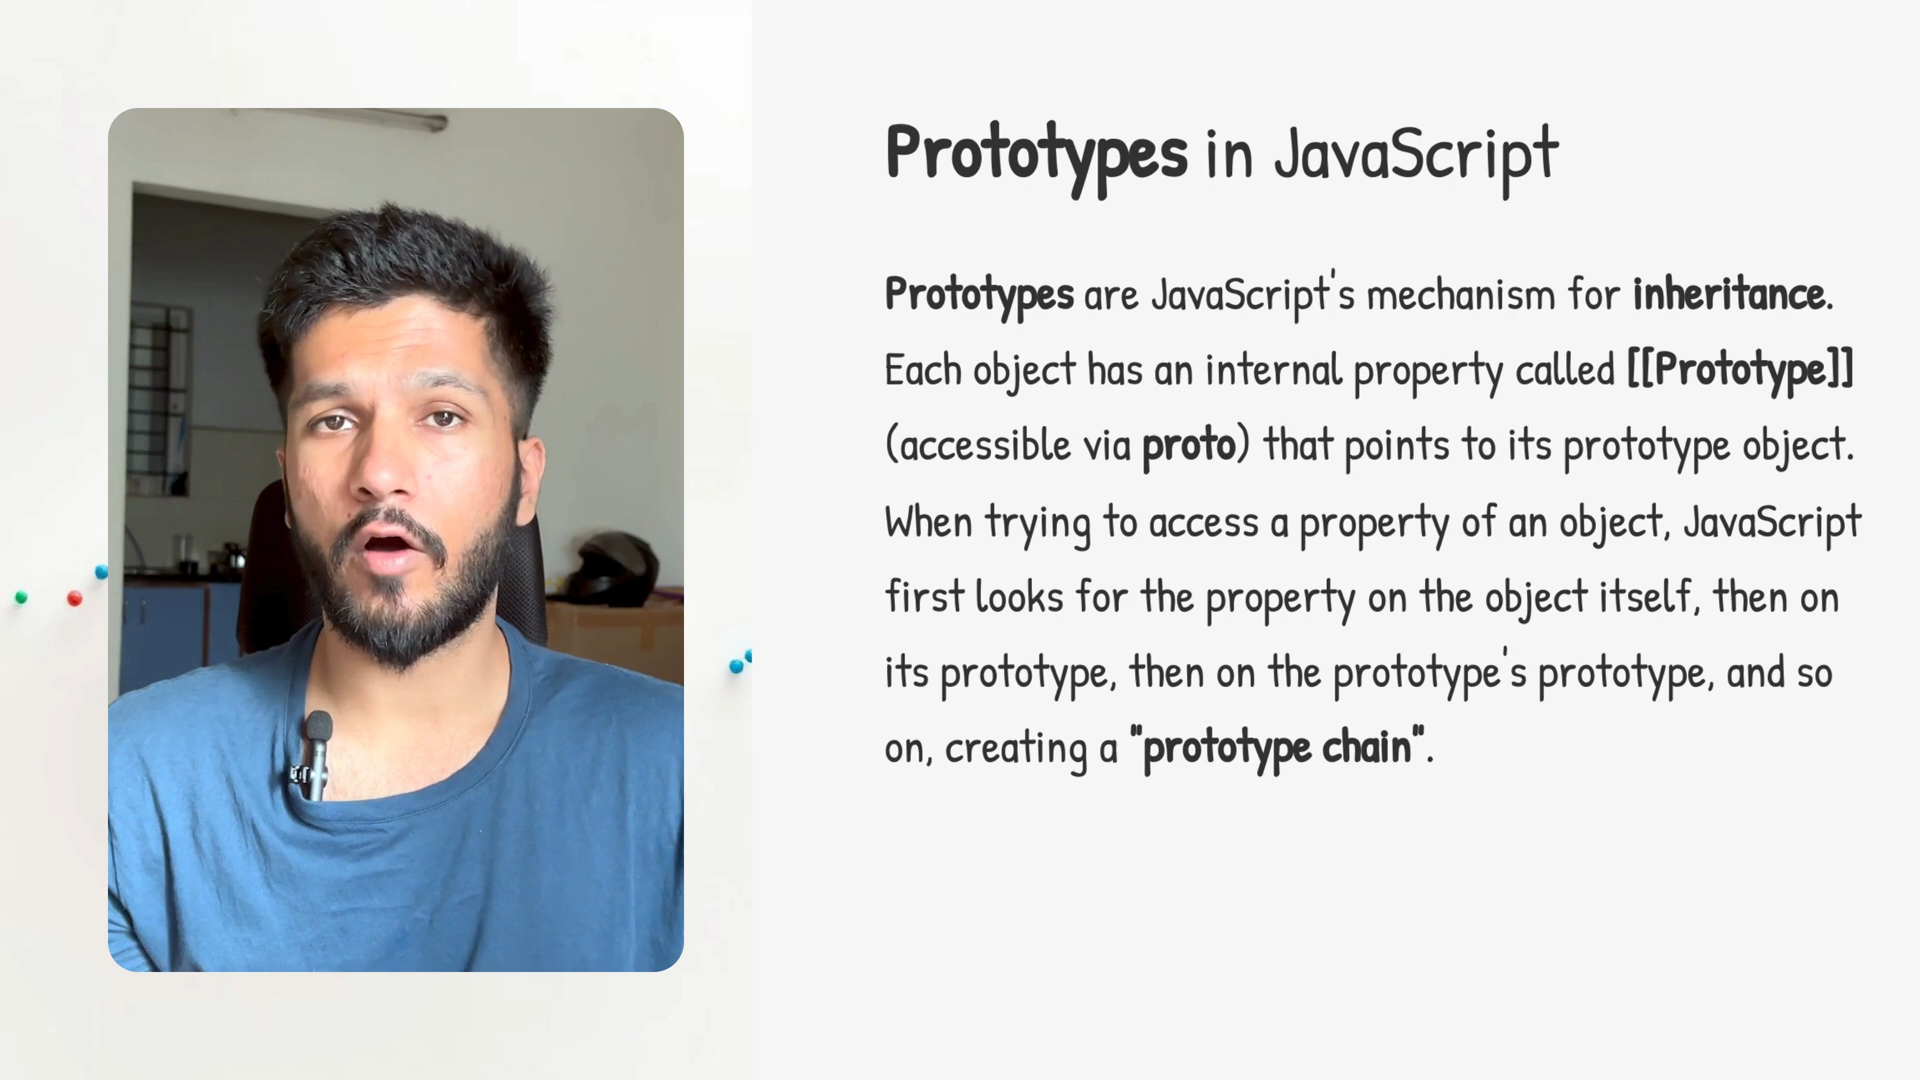 Prototypes in JavaScript
Prototypes are JavaScript's mechanism for inheritance.
Each object has an internal property called [[Prototype]]
(accessible via proto) that points to its prototype object.
When trying to access a property of an object, JavaScript
first looks for the property on the object itself, then on
its prototype, then on the prototype's prototype, and so
on, creating a "prototype chain".